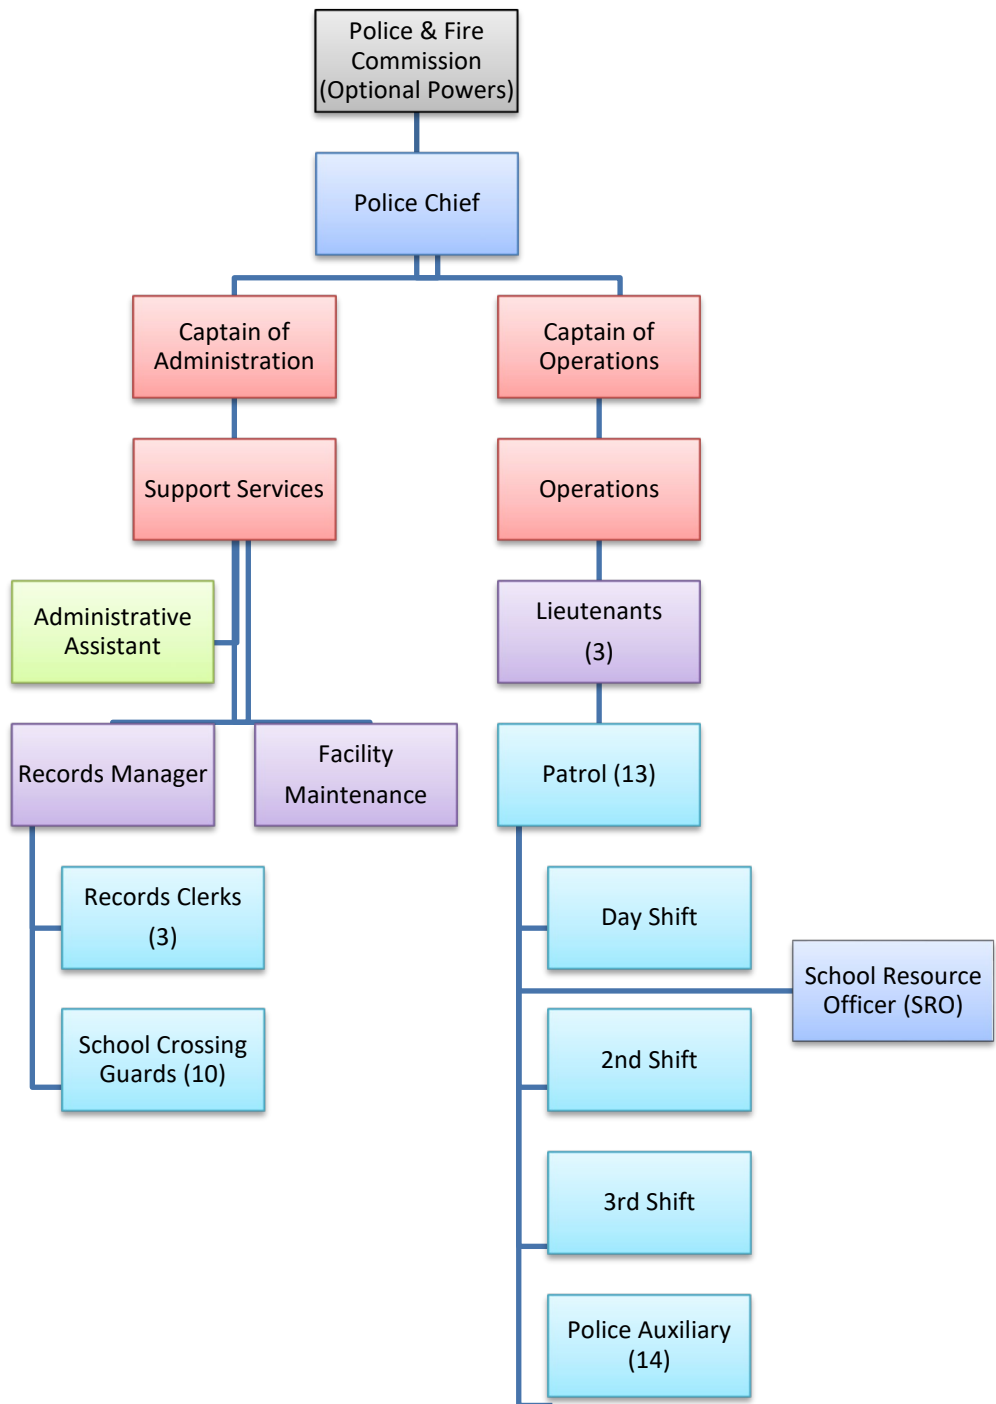 Police & Fire
Commission
(Optional Powers)
Police Chief
Captain of
Administration
Captain of
Operations
Support Services
Operations
Administrative
Assistant
Lieutenants
(3)
Records Manager
Facility
Maintenance
Patrol (13)
Records Clerks
(3)
Day Shift
School Resource
Officer (SRO)
School Crossing
Guards (10)
2nd Shift
3rd Shift
Police Auxiliary
(14)